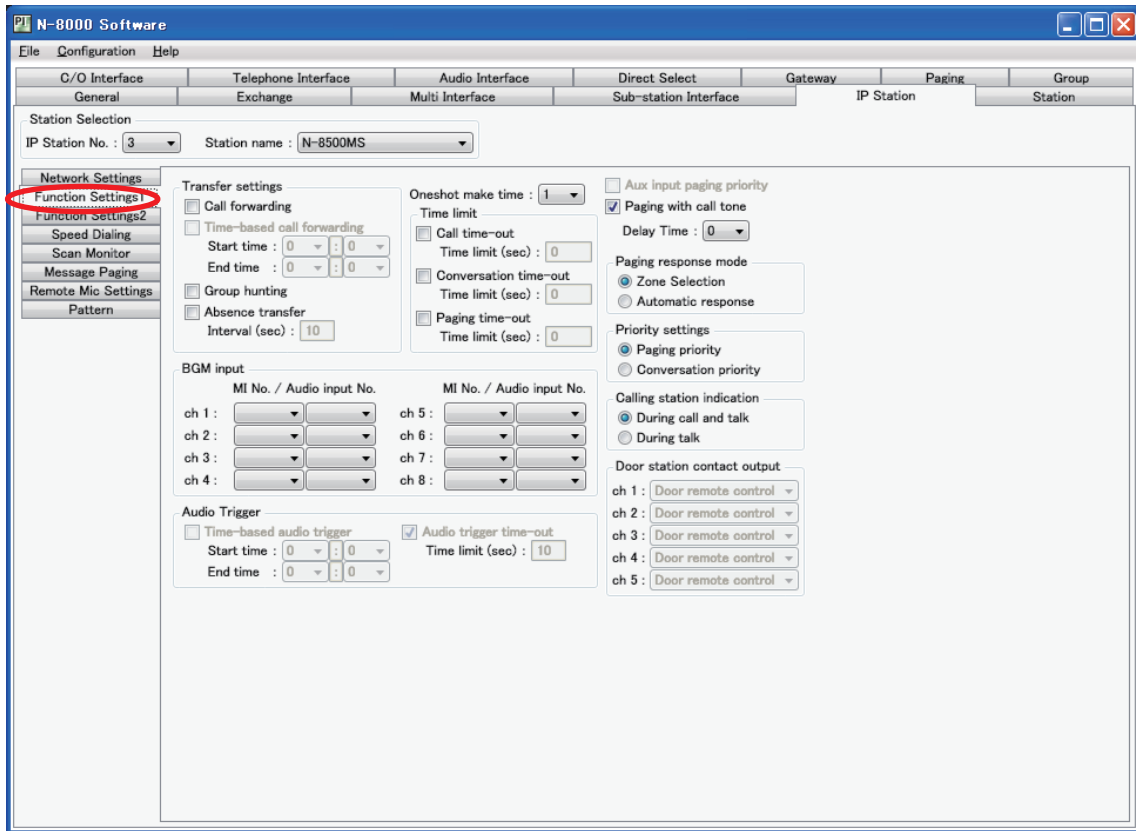 N-8000 Software
File Configuration Help
C/O Interface Telephone Interface Audio Interface Direct Select Gateway Paging Group
General Exchange Multi Interface Sub-station Interface IP Station Station
Station Selection
IP Station No. : 3 Station name : N-8500MS
Network Settings
Function Settings1
Function Settings2
Speed Dialing
Scan Monitor
Message Paging
Remote Mic Settings
Pattern
Transfer settings
Call forwarding
Time-based call forwarding
Start time : 0 : 0
End time : 0 : 0
Group hunting
Absence transfer
Interval (sec) : 10
Oneshot make time : 1
Time limit
Call time-out
Time limit (sec) : 0
Conversation time-out
Time limit (sec) : 0
Paging time-out
Time limit (sec) : 0
BGM input
MI No. / Audio input No. MI No. / Audio input No.
ch 1 : ch 5 :
ch 2 : ch 6 :
ch 3 : ch 7 :
ch 4 : ch 8 :
Audio Trigger
Time-based audio trigger
Start time : 0 : 0
End time : 0 : 0
Audio trigger time-out
Time limit (sec) : 10
Aux input paging priority
Paging with call tone
Delay Time : 0
Paging response mode
Zone Selection
Automatic response
Priority settings
Paging priority
Conversation priority
Calling station indication
During call and talk
During talk
Door station contact output
ch 1 : Door remote control
ch 2 : Door remote control
ch 3 : Door remote control
ch 4 : Door remote control
ch 5 : Door remote control